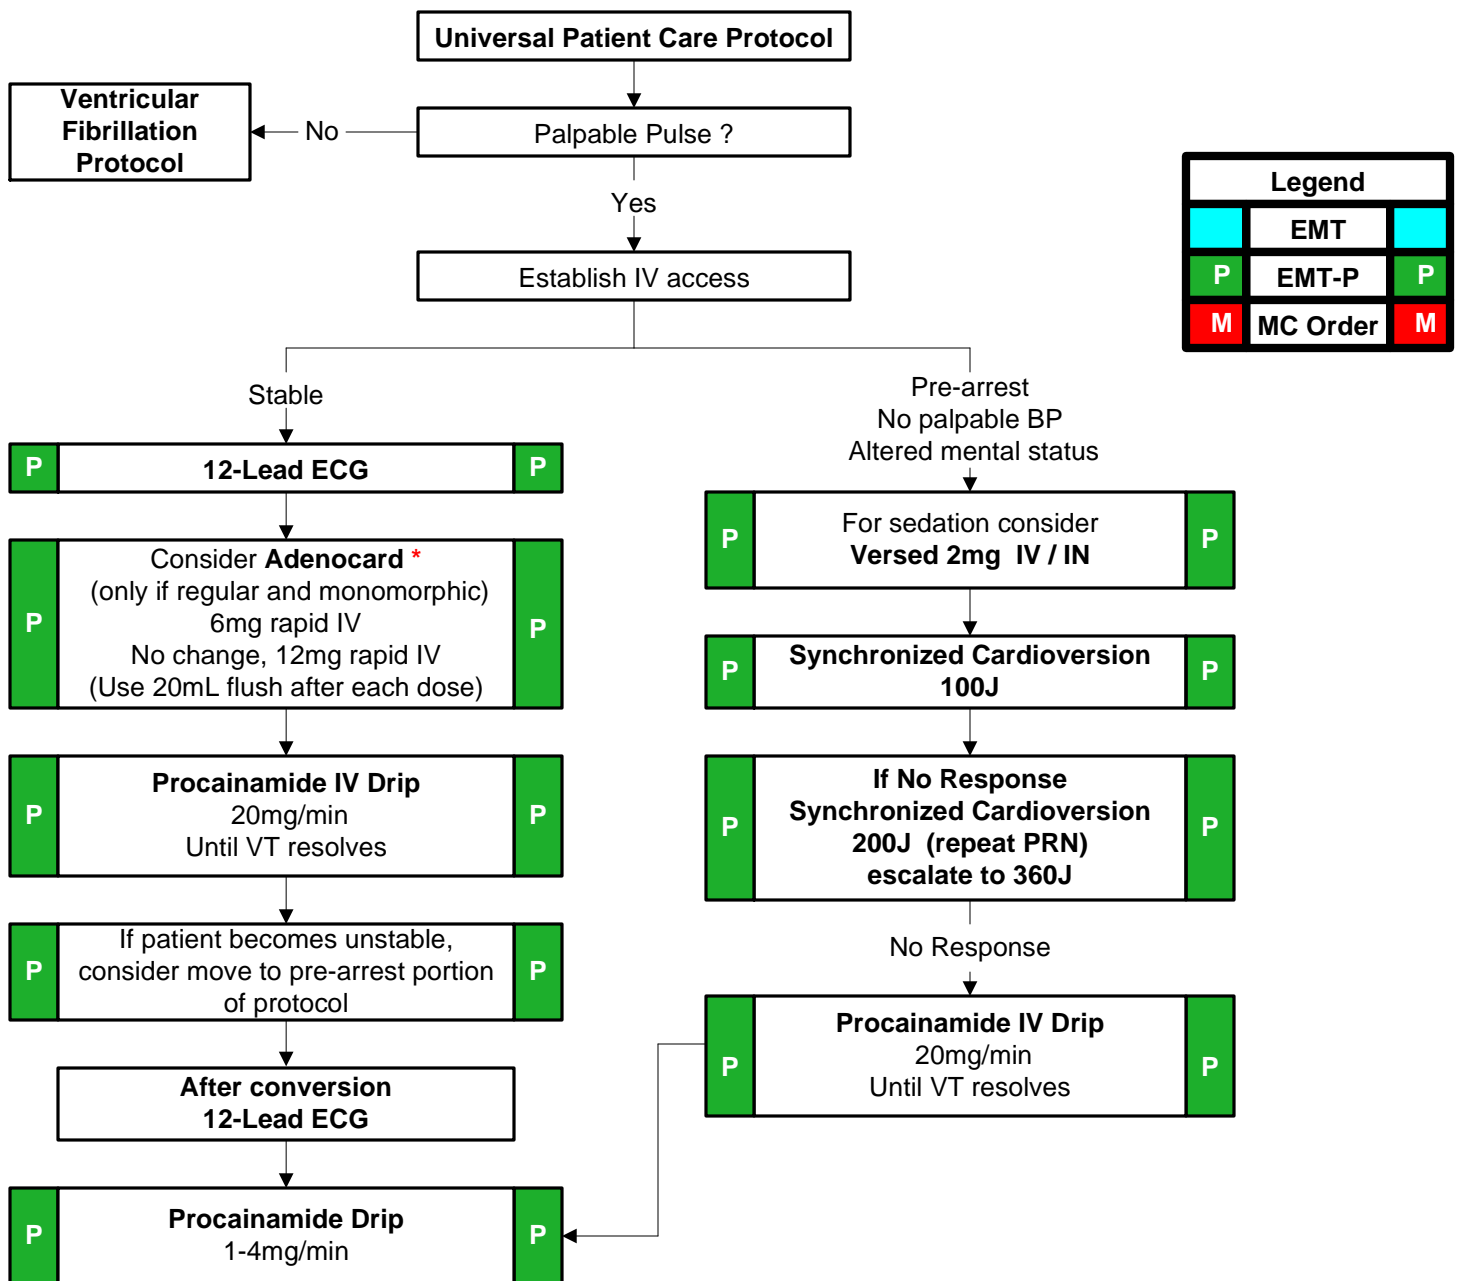 Universal Patient Care Protocol
Ventricular
Fibrillation
Protocol
No
Palpable Pulse ?
Yes
Establish IV access
Legend
EMT
P EMT-P P
M MC Order M
Stable
P 12-Lead ECG P
P
Consider Adenocard *
(only if regular and monomorphic)
6mg rapid IV
No change, 12mg rapid IV
(Use 20mL flush after each dose)
P
P
Procainamide IV Drip
20mg/min
Until VT resolves
P
P
If patient becomes unstable,
consider move to pre-arrest portion
of protocol
P
After conversion
12-Lead ECG
P
Procainamide Drip
1-4mg/min
P
Pre-arrest
No palpable BP
Altered mental status
P
For sedation consider
Versed 2mg IV / IN
P
P
Synchronized Cardioversion
100J
P
P
If No Response
Synchronized Cardioversion
200J (repeat PRN)
escalate to 360J
P
No Response
P
Procainamide IV Drip
20mg/min
Until VT resolves
P